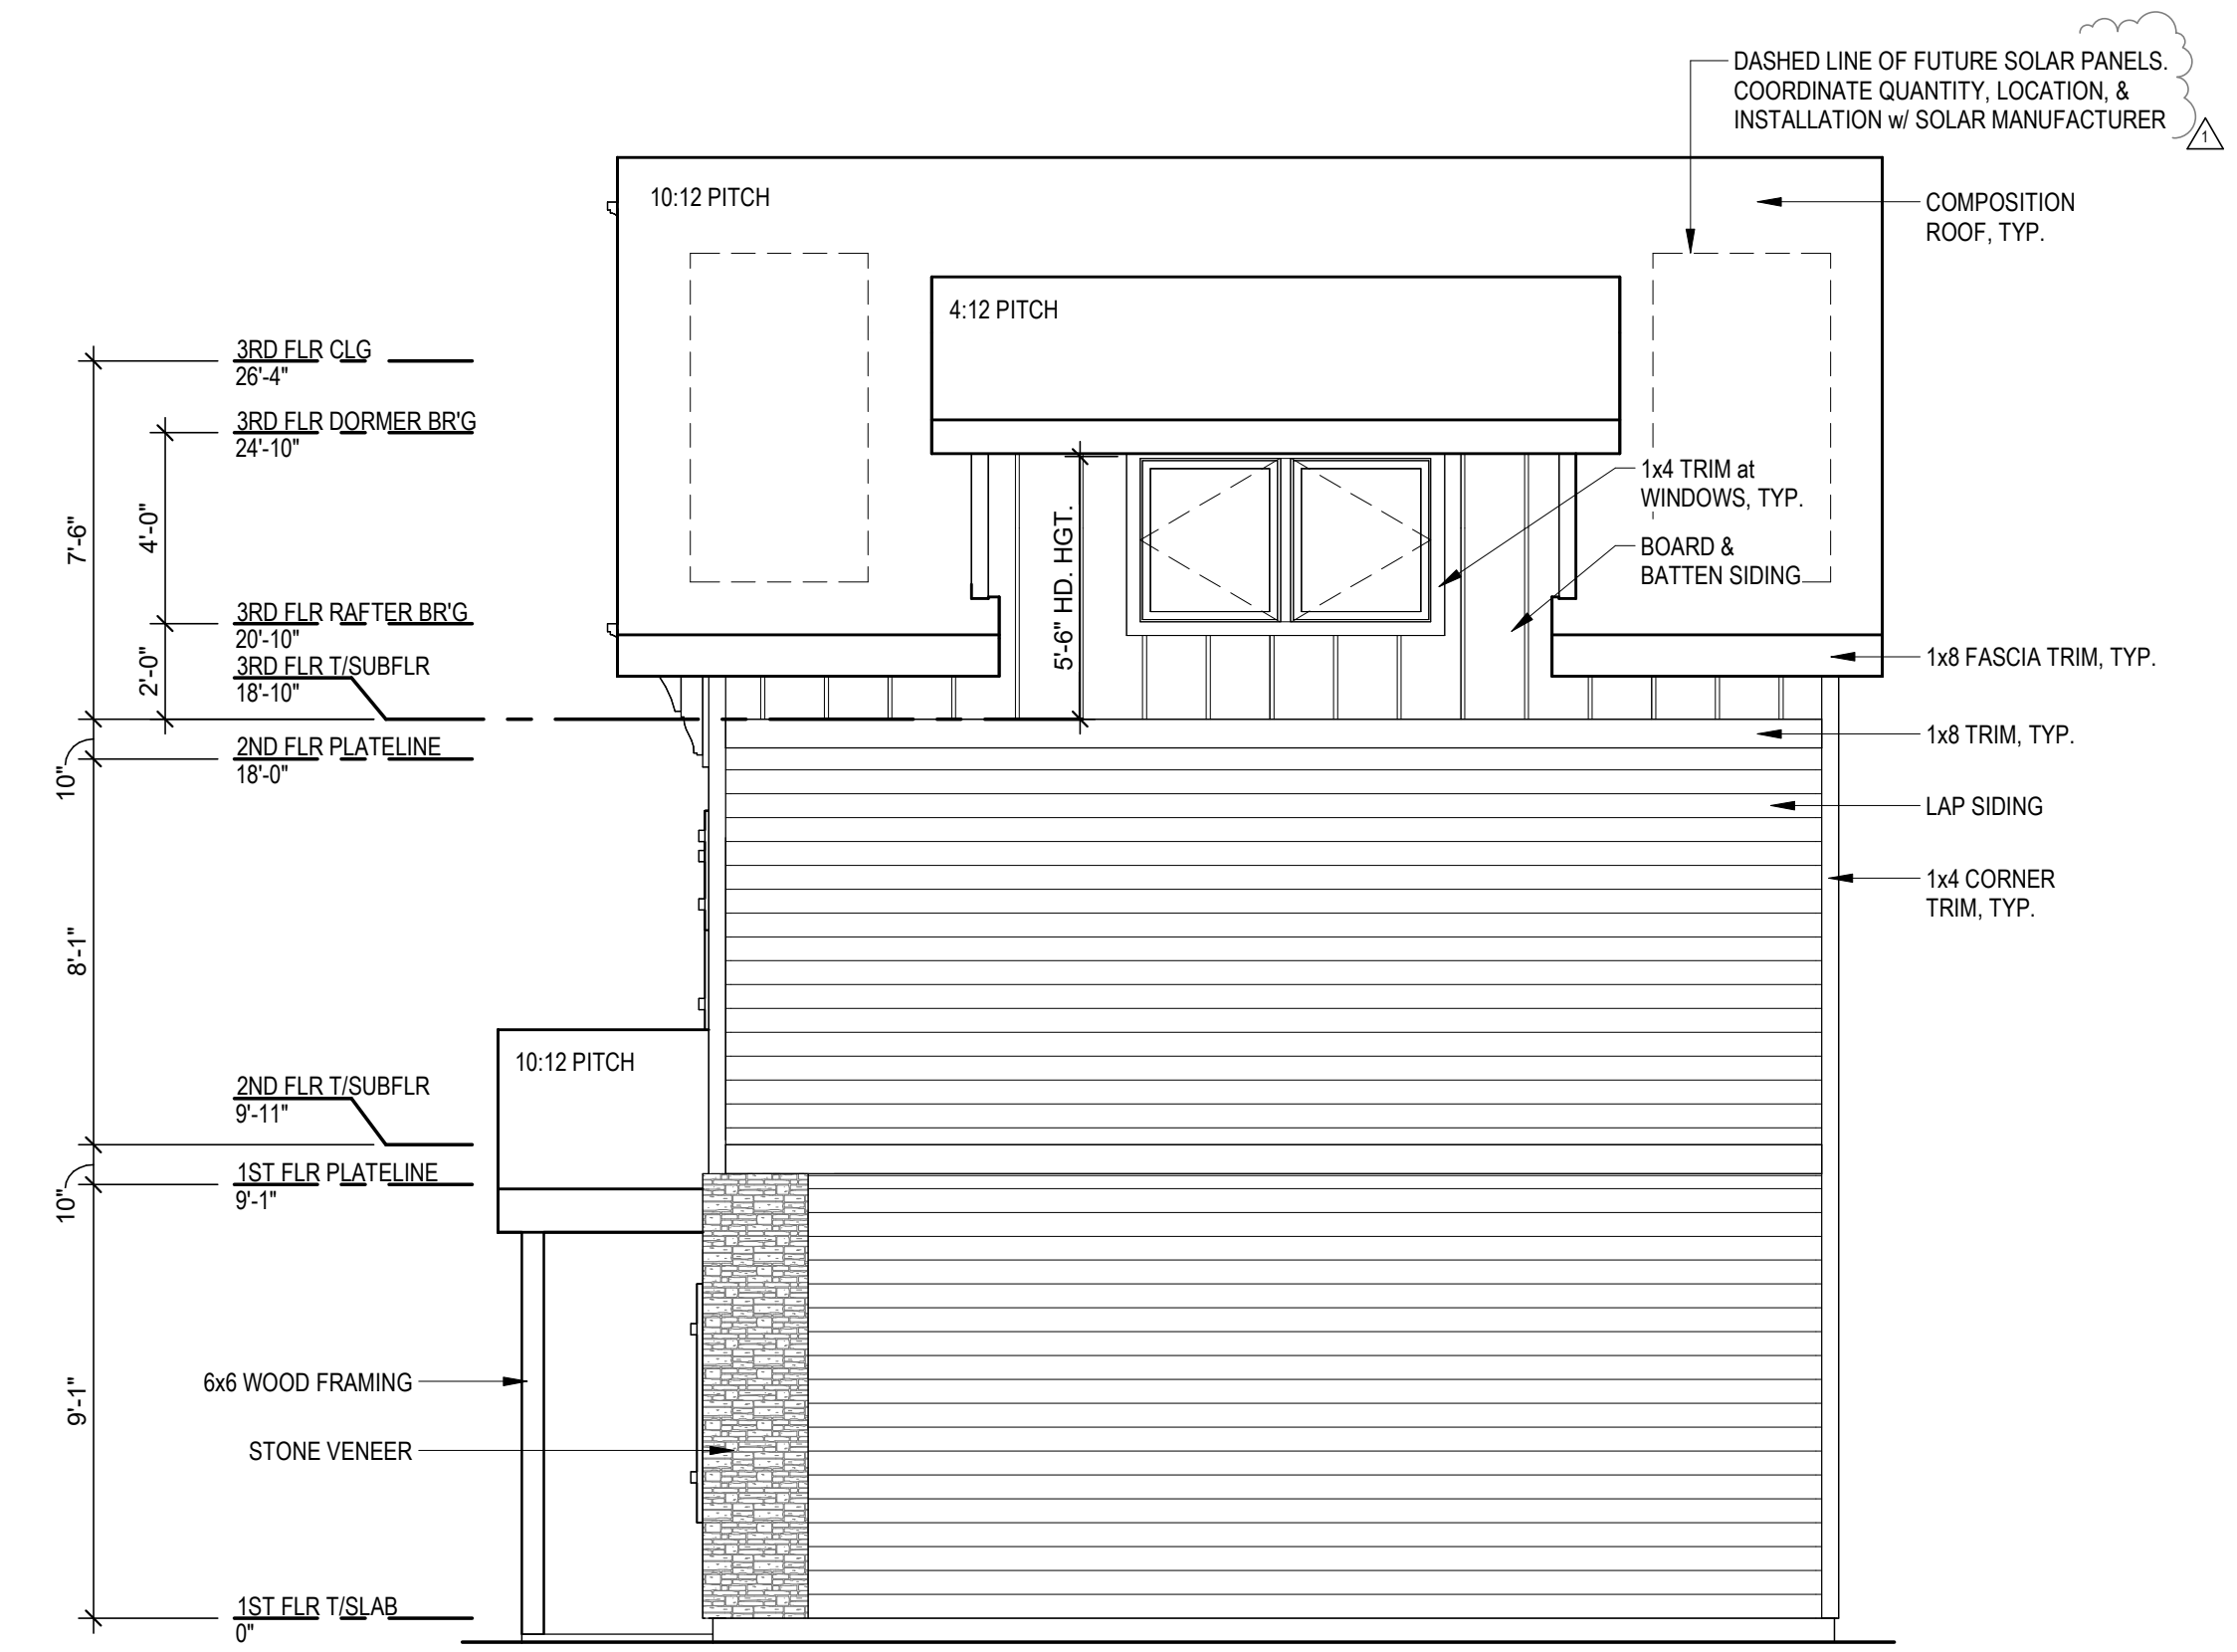 DASHED LINE OF FUTURE SOLAR PANELS.
COORDINATE QUANTITY, LOCATION, &
INSTALLATION w/ SOLAR MANUFACTURER
1
10:12 PITCH
COMPOSITION
ROOF, TYP.
4:12 PITCH
3RD FLR CLG
26'-4"
3RD FLR DORMER BR'G
24'-10"
7'-6"
4'-0"
5'-6" HD. HGT.
1x4 TRIM at
WINDOWS, TYP.
BOARD &
BATTEN SIDING
3RD FLR RAFTER BR'G
20'-10"
2'-0"
3RD FLR T/SUBFLR
18'-10"
1x8 FASCIA TRIM, TYP.
1x8 TRIM, TYP.
10"
2ND FLR PLATELINE
18'-0"
LAP SIDING
1x4 CORNER
TRIM, TYP.
8'-1"
10:12 PITCH
2ND FLR T/SUBFLR
9'-11"
10"
1ST FLR PLATELINE
9'-1"
9'-1"
6x6 WOOD FRAMING
STONE VENEER
1ST FLR T/SLAB
0"